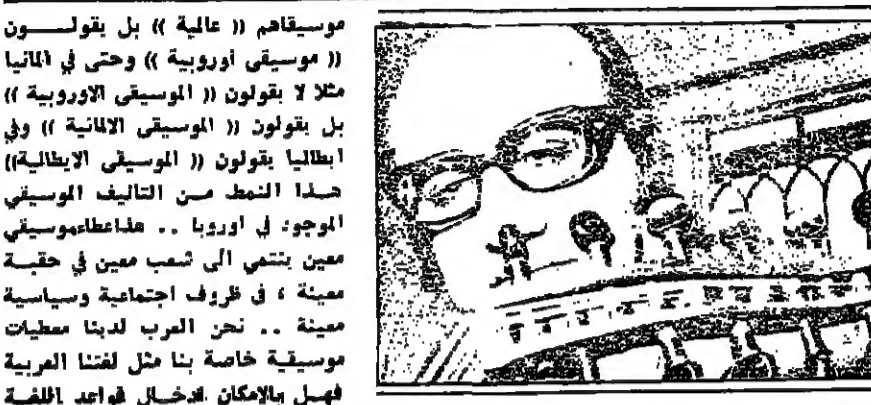 موسيقاهم (( عالمية )) بل يقولـــــون
(( موسيقى أوروبية )) وحتى في المانيا
مثلا لا يقولون (( الموسيقى الاوروبية ))
بل يقولون (( الموسيقى الالمانية )) وفي
ايطاليا يقولون (( الموسيقى الايطالية))
هـذا النمط مـن التاليف الموسيقي
الموجود في اوروبا .. هذاعطاءموسيقي
معين ينتمي الى شعب معين في حقبـة
معينة ، في ظروف اجتماعية وسياسية
معينة .. نحن العرب لدينا معطيات
موسيقية خاصة بنا مثل لغتنا العربية
فهـل بالامكان ادخـال قواعد اللغـة